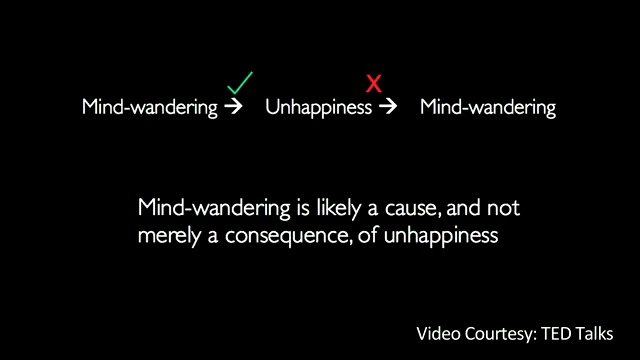 Mind-wandering → Unhappiness → Mind-wandering
Mind-wandering is likely a cause, and not
merely a consequence, of unhappiness
Video Courtesy: TED Talks